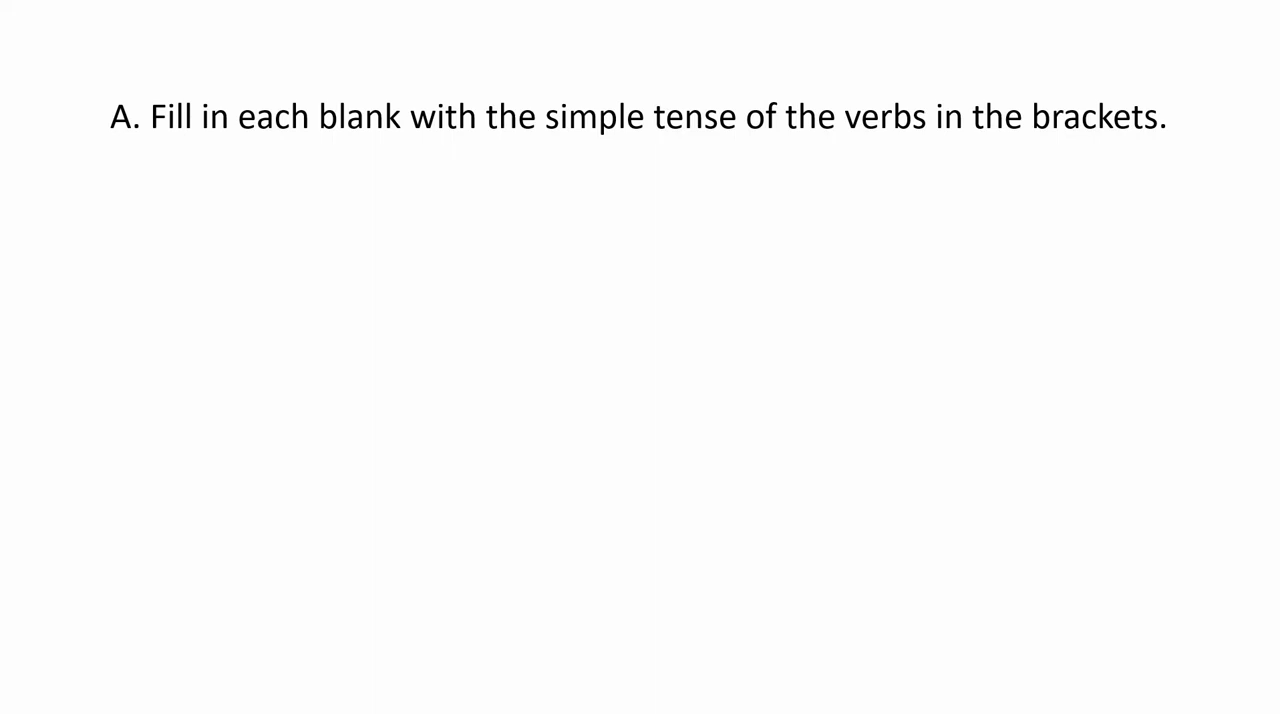 A. Fill in each blank with the simple tense of the verbs in the brackets.